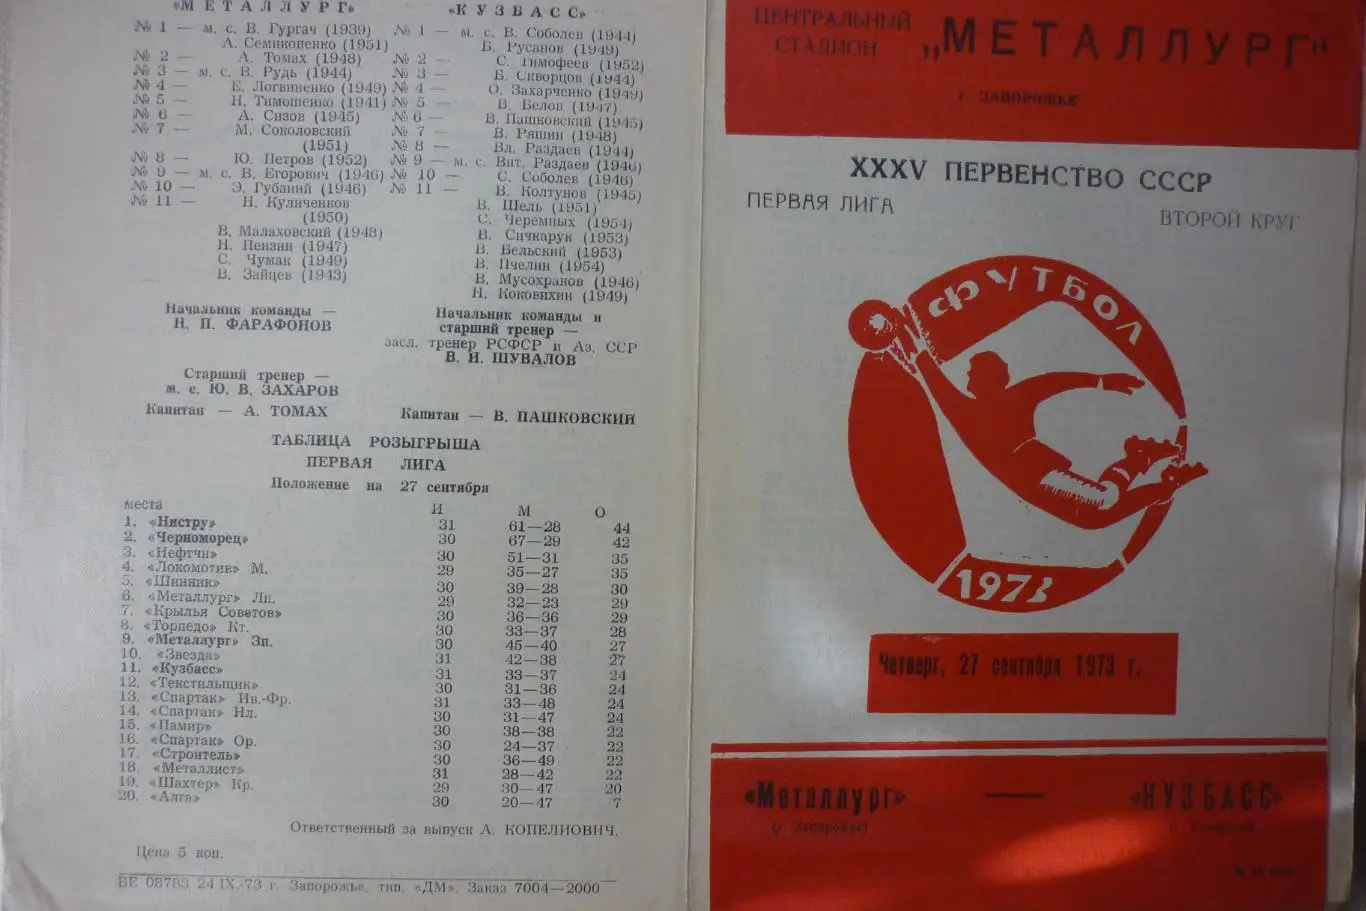 «МЕТАЛЛУРГ»
№ 1 — м. с. В. Гургач (1939)
А. Семикопенко (1951)
№ 2 — А. Томах (1948)
№ 3 — м. с. В. Рудь (1944)
№ 4 — Е. Логвиненко (1949)
№ 5 — Н. Тимошенко (1941)
№ 6 — А. Сизов (1945)
№ 7 — М. Соколовский
(1951)
№ 8 — Ю. Петров (1952)
№ 9 — м. с. В. Егорович (1946)
№ 10 — Э. Губаний (1946)
№ 11 — Н. Куличенков
(1950)
В. Малаховский (1948)
Н. Пензин (1947)
С. Чумак (1949)
В. Зайцев (1943)
Начальник команды —
Н. П. ФАРАФОНОВ
Старший тренер —
м. с. Ю. В. ЗАХАРОВ
Капитан — А. ТОМАХ
«КУЗБАСС»
№ 1 — м. с. В. Соболев (1944)
Б. Русанов (1949)
№ 2 — С. Тимофеев (1952)
№ 3 — Б. Скворцов (1944)
№ 4 — О. Захарченко (1949)
№ 5 — В. Белов (1947)
№ 6 — В. Пашковский (1945)
№ 7 — В. Ряшин (1948)
№ 8 — Вл. Раздаев (1944)
№ 9 — м. с. Вит. Раздаев (1946)
№ 10 — С. Соболев (1946)
№ 11 — В. Колтунов (1945)
В. Шель (1951)
С. Черемных (1954)
В. Сичкарук (1953)
В. Бельский (1953)
В. Пчелин (1954)
В. Мусохранов (1946)
Н. Коковихин (1949)
Начальник команды и
старший тренер —
засл. тренер РСФСР и Аз. ССР
В. И. ШУВАЛОВ
Капитан — В. ПАШКОВСКИЙ
ТАБЛИЦА РОЗЫГРЫША
ПЕРВАЯ ЛИГА
Положение на 27 сентября
места И М О
1. «Нистру» 31 61—28 44
2. «Черноморец» 30 67—29 42
3. «Нефтчи» 30 51—31 35
4. «Локомотив» М. 29 35—27 35
5. «Шинник» 30 39—28 30
6. «Металлург» Лп. 29 32—23 29
7. «Крылья Советов» 30 36—36 29
8. «Торпедо» Кт. 30 33—37 28
9. «Металлург» Зп. 30 45—40 27
10. «Звезда» 31 42—38 27
11. «Кузбасс» 31 33—37 24
12. «Текстильщик» 30 31—36 24
13. «Спартак» Ив.-Фр. 31 33—48 24
14. «Спартак» Нл. 30 31—47 24
15. «Памир» 30 38—38 22
16. «Спартак» Ор. 30 24—37 22
17. «Строитель» 30 36—49 22
18. «Металлист» 31 28—42 22
19. «Шахтер» Кр. 29 30—47 20
20. «Алга» 30 20—47 7
Ответственный за выпуск А. КОПЕЛИОВИЧ.
Цена 5 коп.
БЕ 08783 24 IX.-73 г. Запорожье, тип. «ДМ». Заказ 7004—2000
ЦЕНТРАЛЬНЫЙ
СТАДИОН „МЕТАЛЛУРГ"
г. ЗАПОРОЖЬЕ
XXXV ПЕРВЕНСТВО СССР
ПЕРВАЯ ЛИГА ВТОРОЙ КРУГ
ФУТБОЛ
1973
Четверг, 27 сентября 1973 г.
«Металлург» — «КУЗБАСС»
(г. Запорожье)